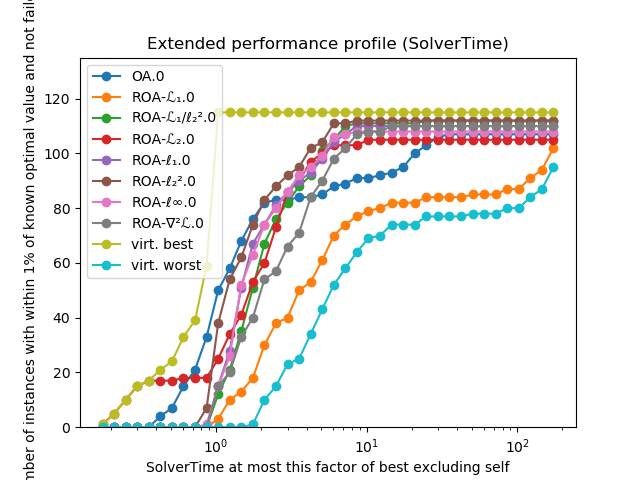 Extended performance profile (SolverTime)
OA.0
ROA-ℒ₁.0
ROA-ℒ₁/ℓ₂².0
ROA-ℒ₂.0
ROA-ℓ₁.0
ROA-ℓ₂².0
ROA-ℓ∞.0
ROA-∇²ℒ.0
virt. best
virt. worst
of instances with within 1% of known optimal value and not
120
100
80
60
40
20
0
10⁰
10¹
10²
SolverTime at most this factor of best excluding self